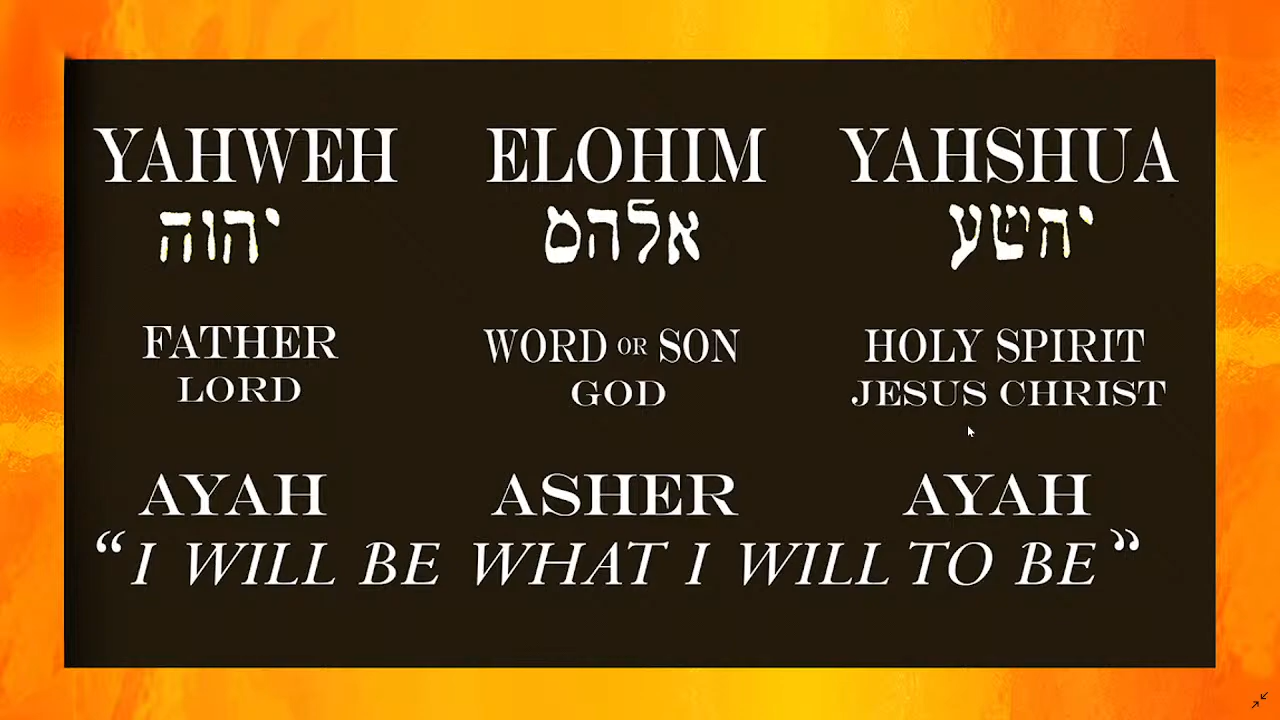 YAHWEH ELOHIM YAHSHUA
יהוה אלהם יהשע
FATHER WORD OR SON HOLY SPIRIT
LORD GOD JESUS CHRIST
AYAH ASHER AYAH
“I WILL BE WHAT I WILL TO BE”